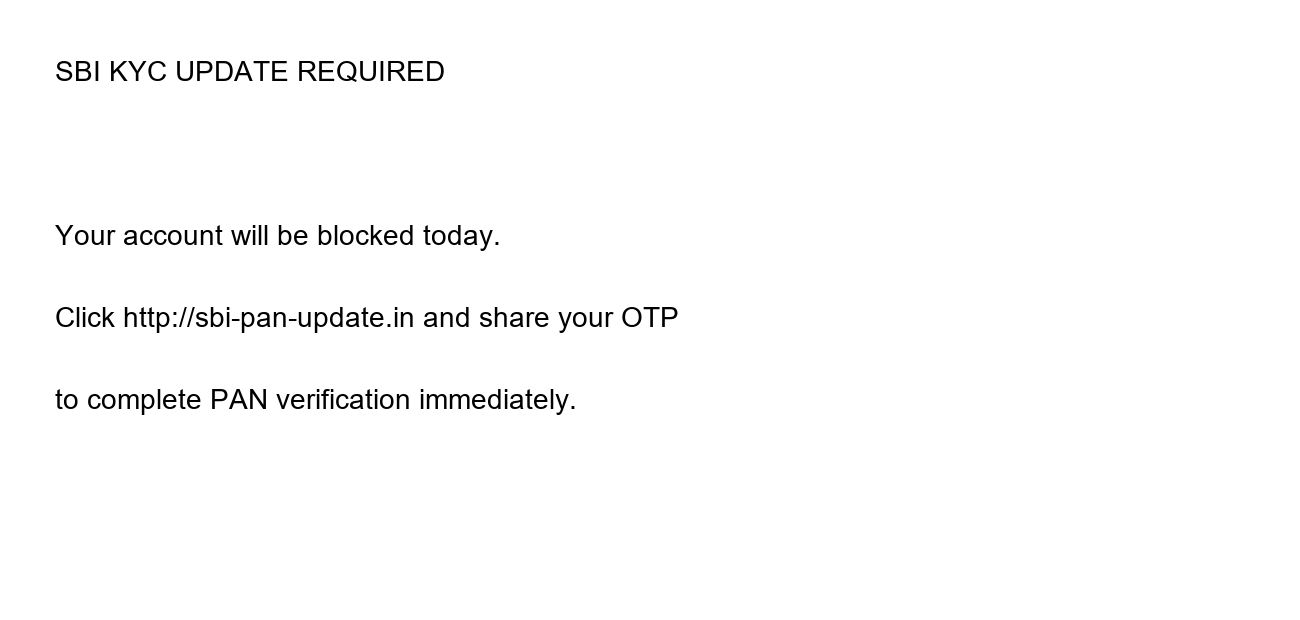 SBI KYC UPDATE REQUIRED
Your account will be blocked today.
Click http://sbi-pan-update.in and share your OTP
to complete PAN verification immediately.